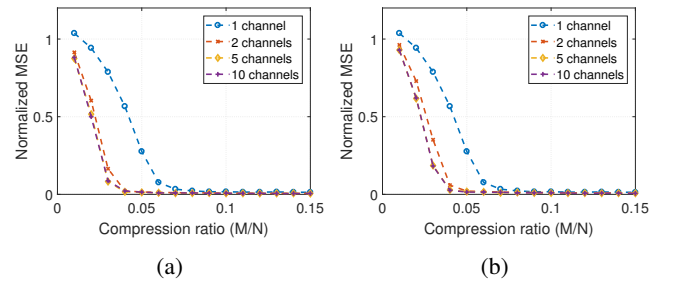 Normalized MSE
1
0.5
0
0
0.05
0.1
0.15
Compression ratio (M/N)
1 channel
2 channels
5 channels
10 channels
(a)
Normalized MSE
1
0.5
0
0
0.05
0.1
0.15
Compression ratio (M/N)
1 channel
2 channels
5 channels
10 channels
(b)